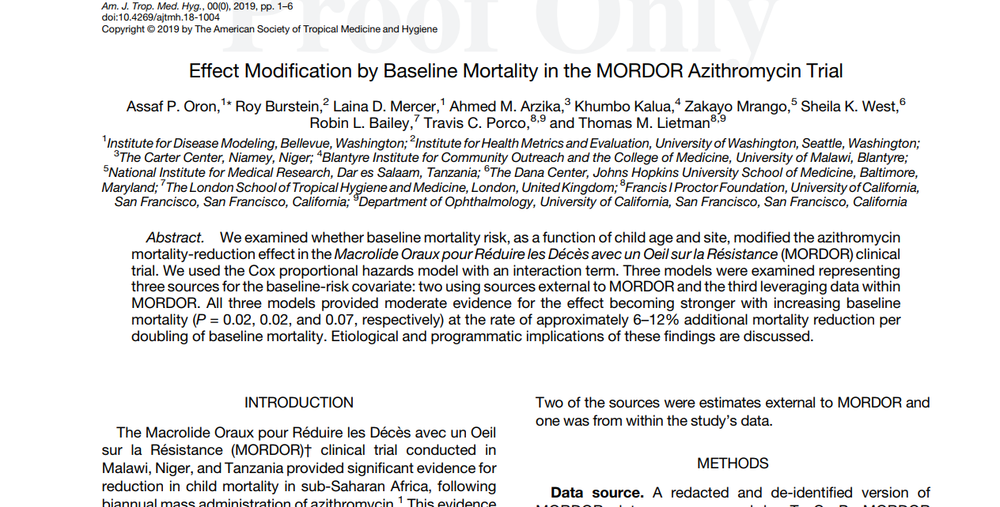 Am. J. Trop. Med. Hyg., 00(0), 2019, pp. 1–6
doi:10.4269/ajtmh.18-1004
Copyright © 2019 by The American Society of Tropical Medicine and Hygiene
Proof Only
Effect Modification by Baseline Mortality in the MORDOR Azithromycin Trial
Assaf P. Oron,1* Roy Burstein,2 Laina D. Mercer,1 Ahmed M. Arzika,3 Khumbo Kalua,4 Zakayo Mrango,5 Sheila K. West,6
Robin L. Bailey,7 Travis C. Porco,8,9 and Thomas M. Lietman8,9
1Institute for Disease Modeling, Bellevue, Washington; 2Institute for Health Metrics and Evaluation, University of Washington, Seattle, Washington;
3The Carter Center, Niamey, Niger; 4Blantyre Institute for Community Outreach and the College of Medicine, University of Malawi, Blantyre;
5National Institute for Medical Research, Dar es Salaam, Tanzania; 6The Dana Center, Johns Hopkins University School of Medicine, Baltimore,
Maryland; 7The London School of Tropical Hygiene and Medicine, London, United Kingdom; 8Francis I Proctor Foundation, University of California,
San Francisco, San Francisco, California; 9Department of Ophthalmology, University of California, San Francisco, San Francisco, California
Abstract. We examined whether baseline mortality risk, as a function of child age and site, modified the azithromycin
mortality-reduction effect in the Macrolide Oraux pour Réduire les Décès avec un Oeil sur la Résistance (MORDOR) clinical
trial. We used the Cox proportional hazards model with an interaction term. Three models were examined representing
three sources for the baseline-risk covariate: two using sources external to MORDOR and the third leveraging data within
MORDOR. All three models provided moderate evidence for the effect becoming stronger with increasing baseline
mortality (P = 0.02, 0.02, and 0.07, respectively) at the rate of approximately 6–12% additional mortality reduction per
doubling of baseline mortality. Etiological and programmatic implications of these findings are discussed.
INTRODUCTION
The Macrolide Oraux pour Réduire les Décès avec un Oeil
sur la Résistance (MORDOR)† clinical trial conducted in
Malawi, Niger, and Tanzania provided significant evidence for
reduction in child mortality in sub-Saharan Africa, following
biannual mass administration of azithromycin.1 This evidence
Two of the sources were estimates external to MORDOR and
one was from within the study's data.
METHODS
Data source. A redacted and de-identified version of